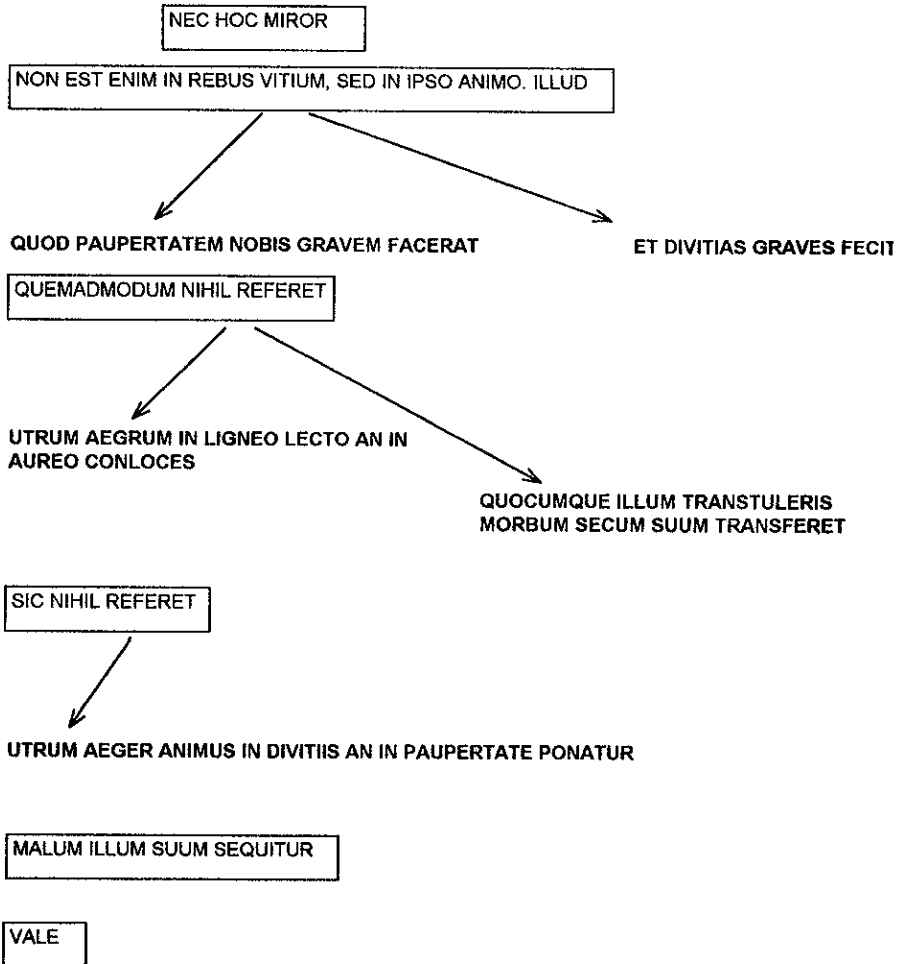 NEC HOC MIROR
NON EST ENIM IN REBUS VITIUM, SED IN IPSO ANIMO. ILLUD
QUOD PAUPERTATEM NOBIS GRAVEM FACERAT
ET DIVITIAS GRAVES FECIT
QUEMADMODUM NIHIL REFERET
UTRUM AEGRUM IN LIGNEO LECTO AN IN
AUREO CONLOCES
QUOCUMQUE ILLUM TRANSTULERIS
MORBUM SECUM SUUM TRANSFERET
SIC NIHIL REFERET
UTRUM AEGER ANIMUS IN DIVITIIS AN IN PAUPERTATE PONATUR
MALUM ILLUM SUUM SEQUITUR
VALE